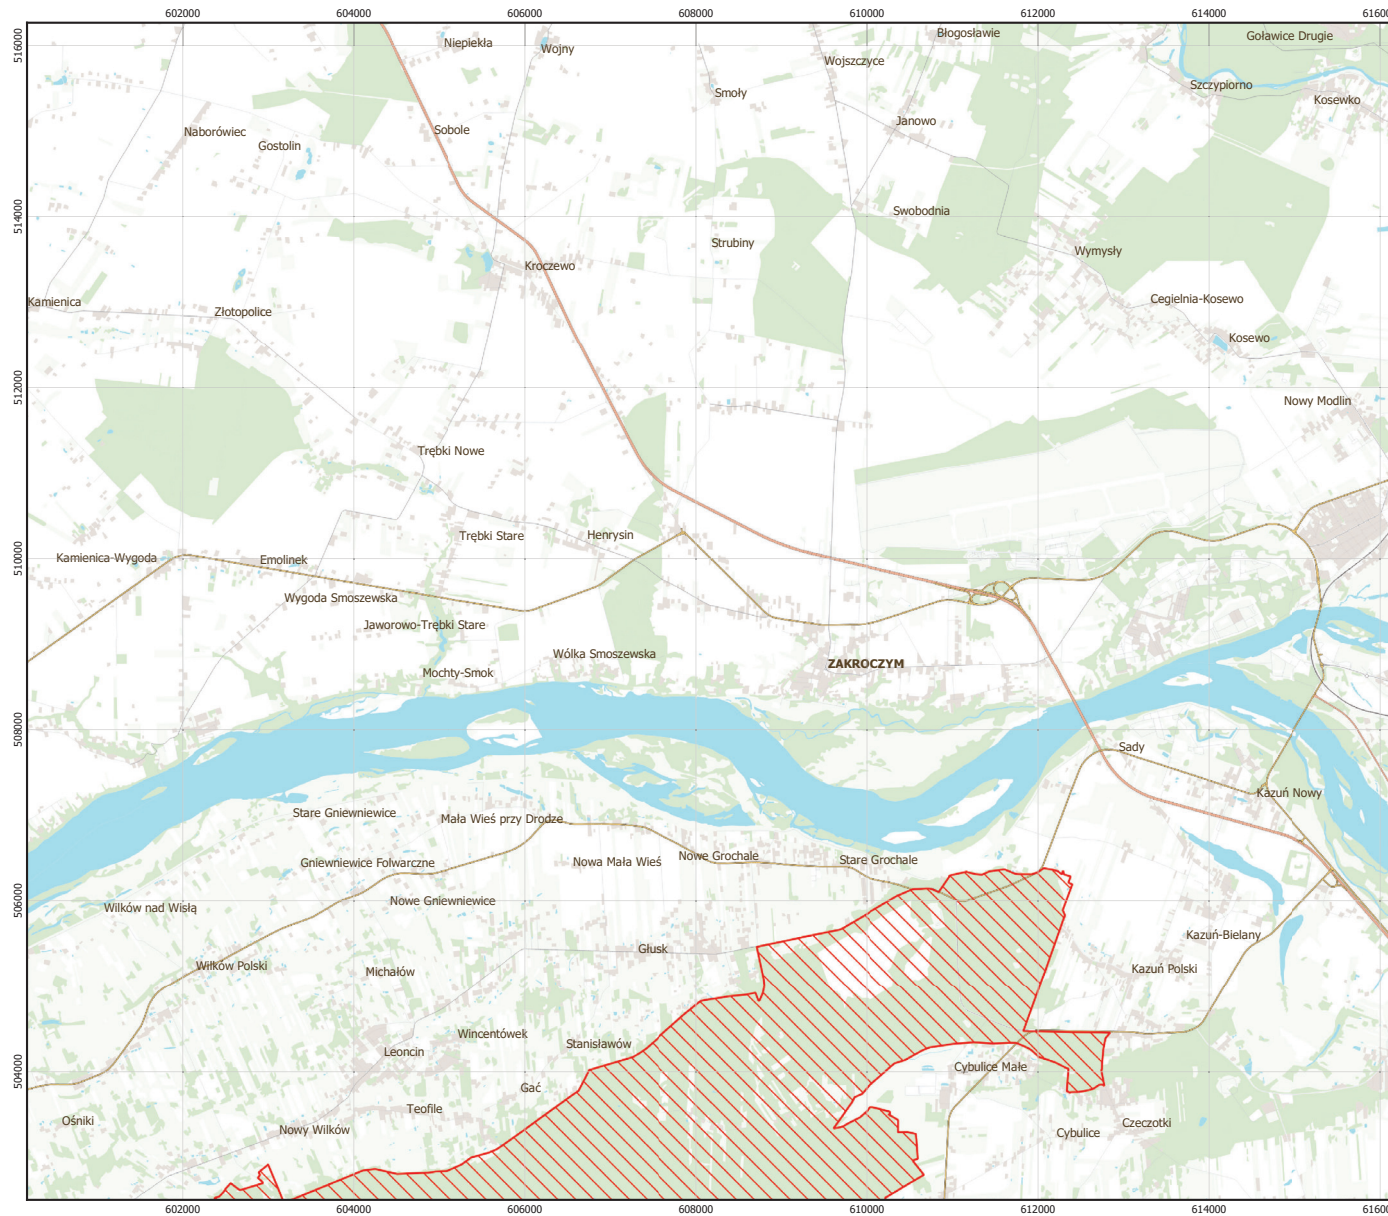 602000 604000 606000 608000 610000 612000 614000 616000
516000
514000
512000
510000
508000
506000
504000
Niepiekła
Wojny
Błogosławie
Goławice Drugie
Wojszczyce
Smoły
Szczypiorno
Kosewko
Naborówiec
Sobole
Janowo
Gostolin
Swobodnia
Strubiny
Wymysły
Kroczewo
Kamienica
Cegielnia-Kosewo
Złotopolice
Kosewo
Nowy Modlin
Trębki Nowe
Trębki Stare
Henrysin
Kamienica-Wygoda
Emolinek
Wygoda Smoszewska
Jaworowo-Trębki Stare
Wólka Smoszewska
ZAKROCZYM
Mochty-Smok
Sady
Kazuń Nowy
Stare Gniewniewice
Mała Wieś przy Drodze
Gniewniewice Folwarczne
Nowa Mała Wieś
Nowe Grochale
Stare Grochale
Nowe Gniewniewice
Wilków nad Wisłą
Kazuń-Bielany
Głusk
Wilków Polski
Michałów
Kazuń Polski
Wincentówek
Stanisławów
Leoncin
Cybulice Małe
Gać
Teofile
Ośniki
Nowy Wilków
Czeczotki
Cybulice
602000 604000 606000 608000 610000 612000 614000 616000